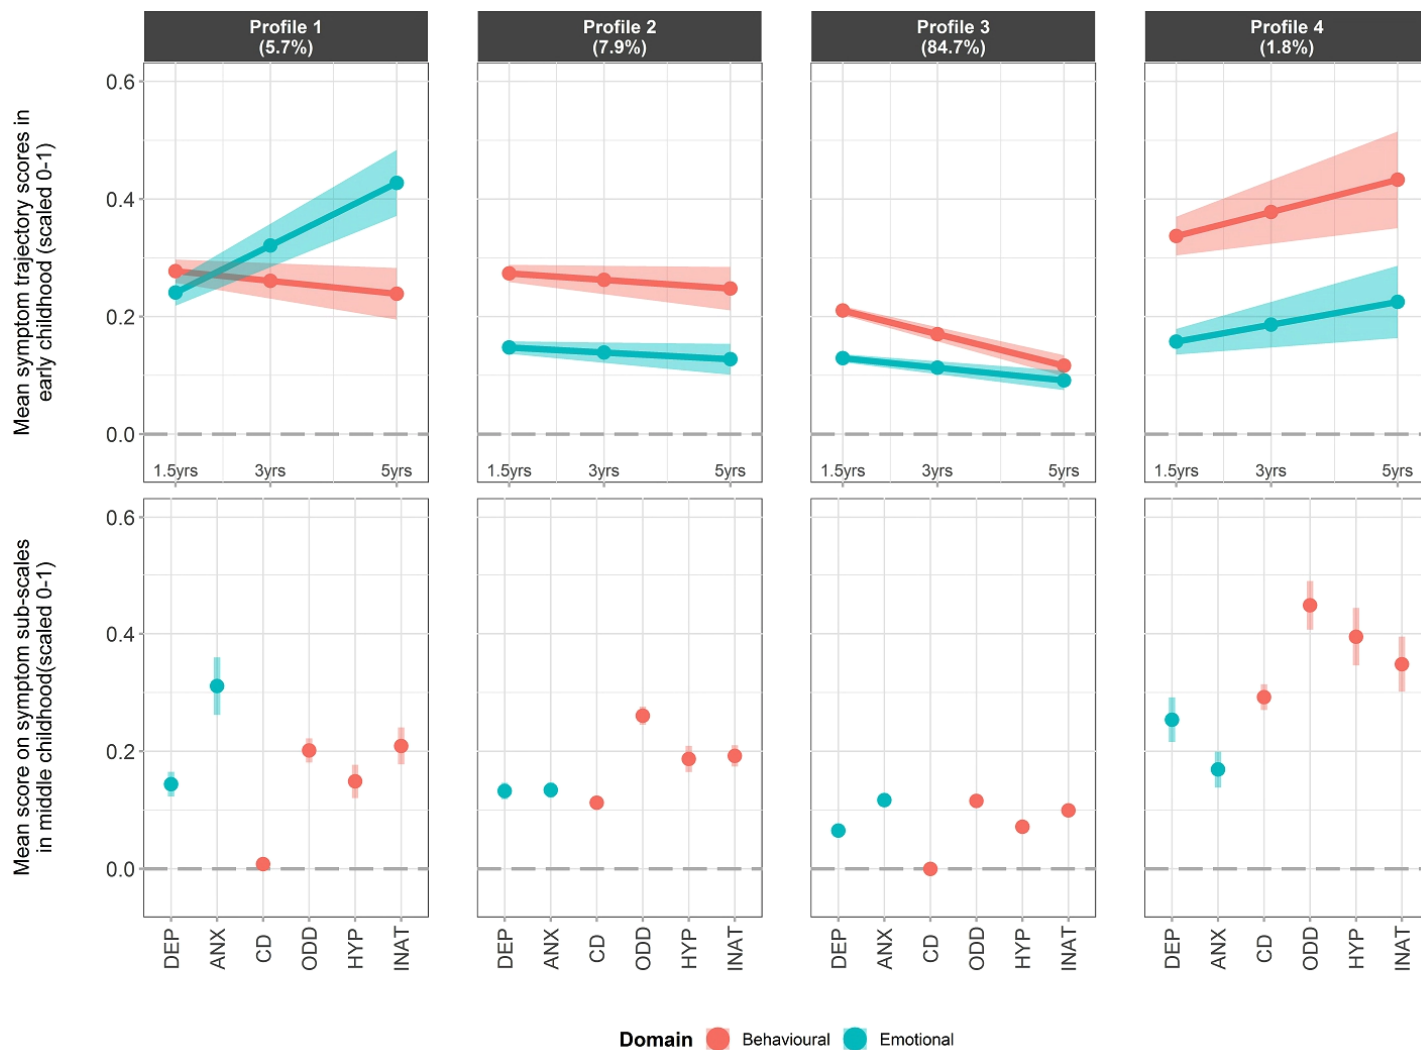 Profile 1
(5.7%)
Profile 2
(7.9%)
Profile 3
(84.7%)
Profile 4
(1.8%)
Mean symptom trajectory scores in
early childhood (scaled 0-1)
0.6
0.4
0.2
0.0
1.5yrs 3yrs 5yrs
1.5yrs 3yrs 5yrs
1.5yrs 3yrs 5yrs
1.5yrs 3yrs 5yrs
Mean score on symptom sub-scales
in middle childhood(scaled 0-1)
0.6
0.4
0.2
0.0
DEP ANX CD ODD HYP INAT
DEP ANX CD ODD HYP INAT
DEP ANX CD ODD HYP INAT
DEP ANX CD ODD HYP INAT
Domain Behavioural Emotional